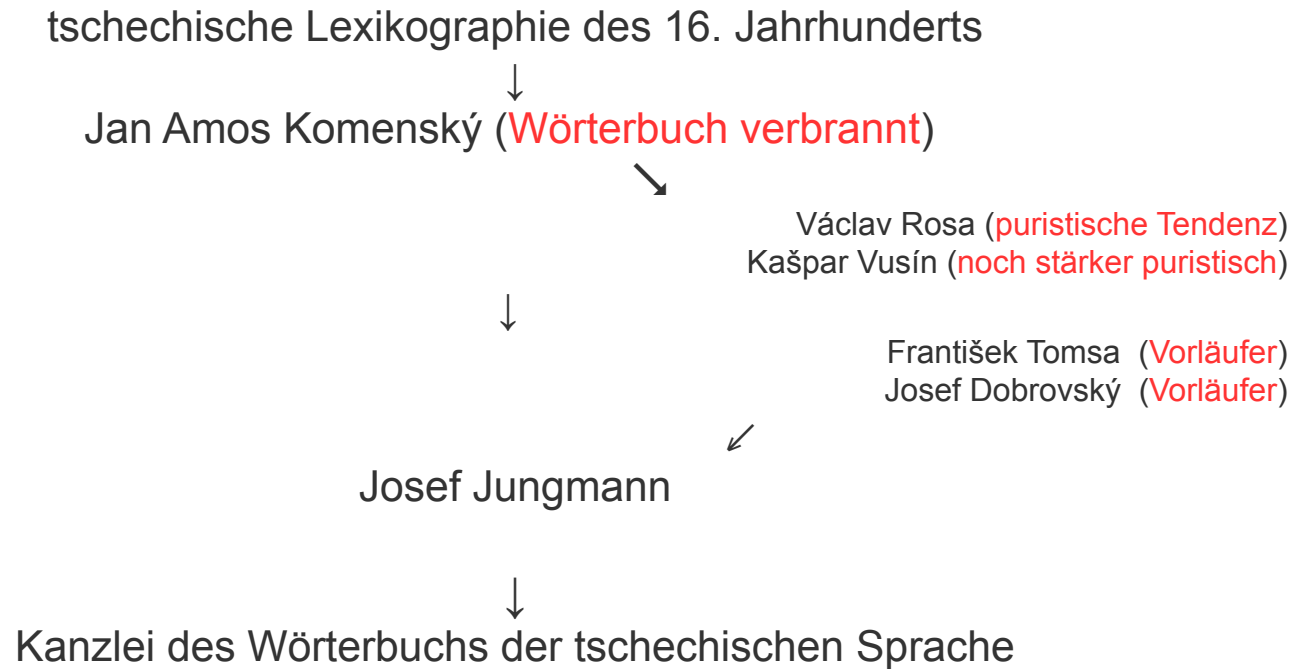 tschechische Lexikographie des 16. Jahrhunderts
↓
Jan Amos Komenský (Wörterbuch verbrannt)
➘
Václav Rosa (puristische Tendenz)
Kašpar Vusín (noch stärker puristisch)
↓
František Tomsa (Vorläufer)
Josef Dobrovský (Vorläufer)
↙
Josef Jungmann
↓
Kanzlei des Wörterbuchs der tschechischen Sprache